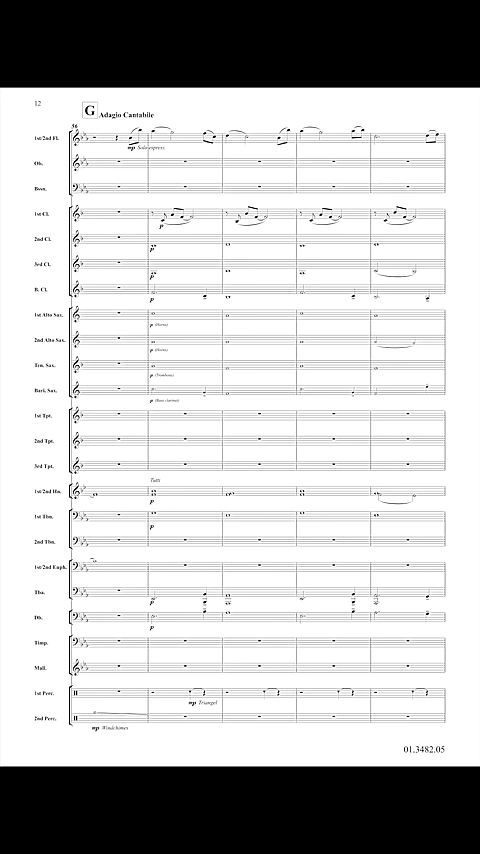 12
G Adagio Cantabile
56
1st/2nd Fl.
mp Solo express.
Ob.
Bssn.
1st Cl.
p
2nd Cl.
p
3rd Cl.
p
B. Cl.
p
1st Alto Sax.
p (Horns)
2nd Alto Sax.
p (Horns)
Trn. Sax.
p (Trombone)
Bari. Sax.
p (Bass clarinet)
1st Tpt.
2nd Tpt.
3rd Tpt.
Tutti
1st/2nd Hn.
p
1st Tbn.
p
2nd Tbn.
1st/2nd Euph.
Tba.
p
Db.
p
Timp.
Mall.
1st Perc.
mp Triangel
2nd Perc.
mp Windchimes
01.3482.05